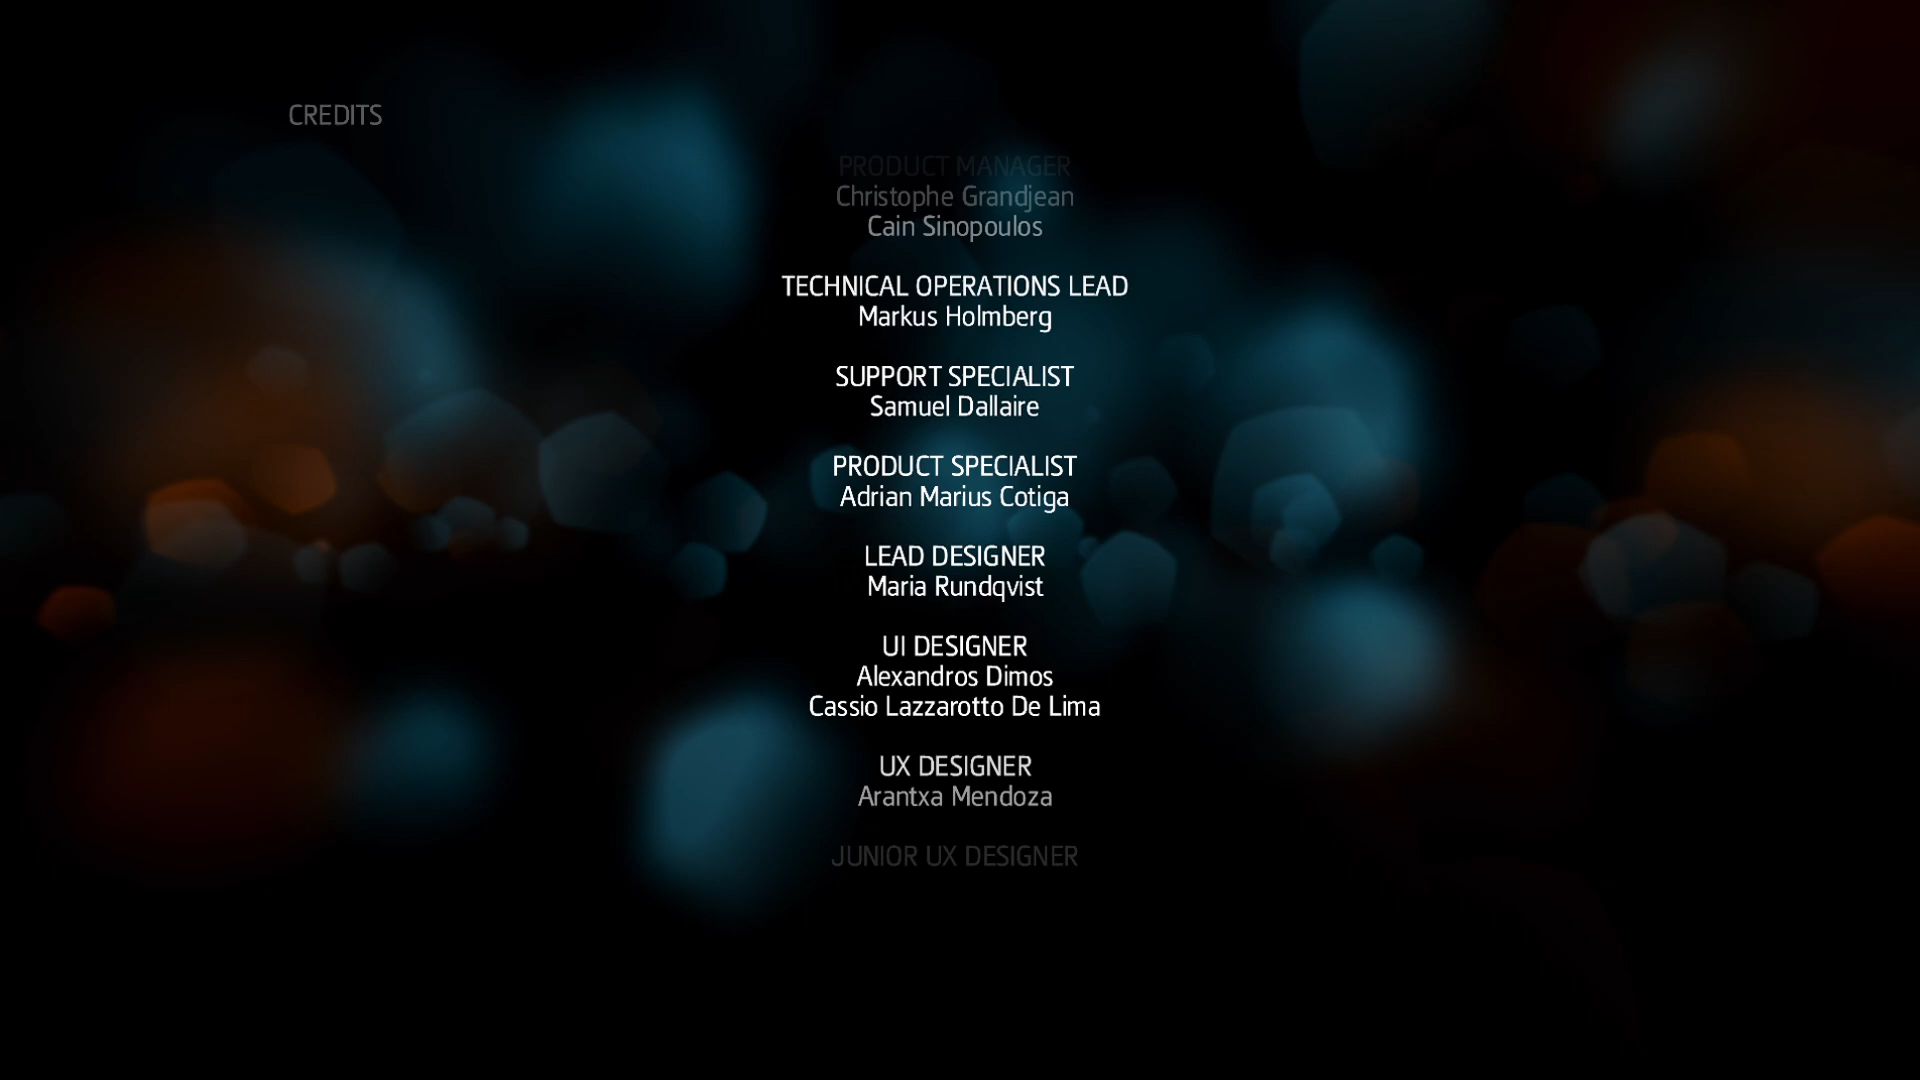 CREDITS
PRODUCT MANAGER
Christophe Grandjean
Cain Sinopoulos
TECHNICAL OPERATIONS LEAD
Markus Holmberg
SUPPORT SPECIALIST
Samuel Dallaire
PRODUCT SPECIALIST
Adrian Marius Cotiga
LEAD DESIGNER
Maria Rundqvist
UI DESIGNER
Alexandros Dimos
Cassio Lazzarotto De Lima
UX DESIGNER
Arantxa Mendoza
JUNIOR UX DESIGNER